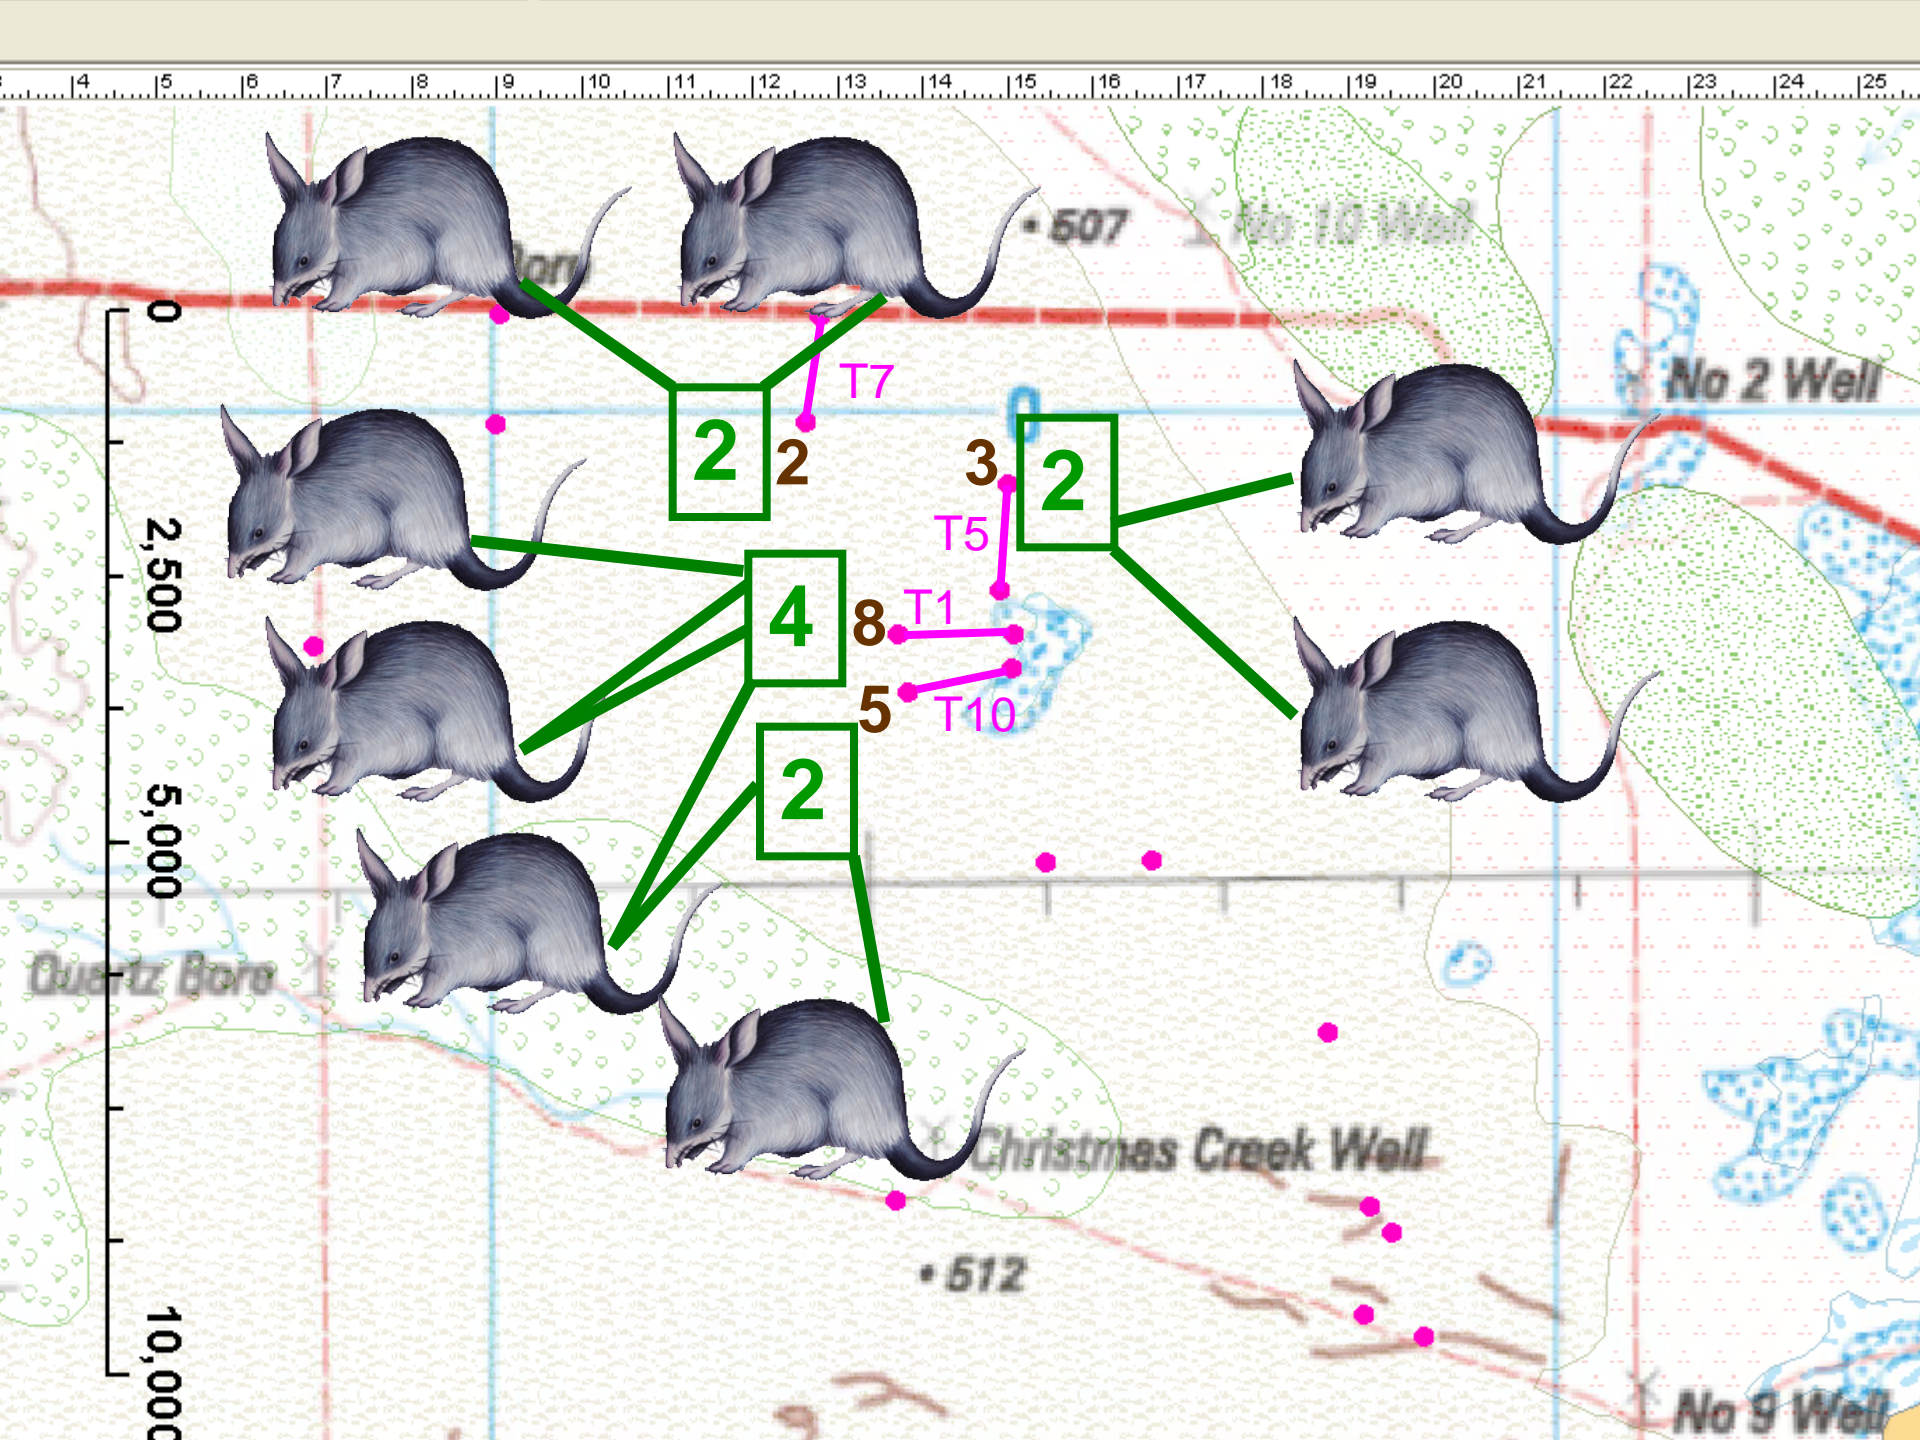 4 5 6 7 8 9 10 11 12 13 14 15 16 17 18 19 20 21 22 23 24 25
• 507
No 10 Well
0
T7
No 2 Well
2
2
3
2
T5
2,500
4
8
T1
5
T10
2
5,000
Quartz Bore
Christmas Creek Well
• 512
10,000
No 9 Well